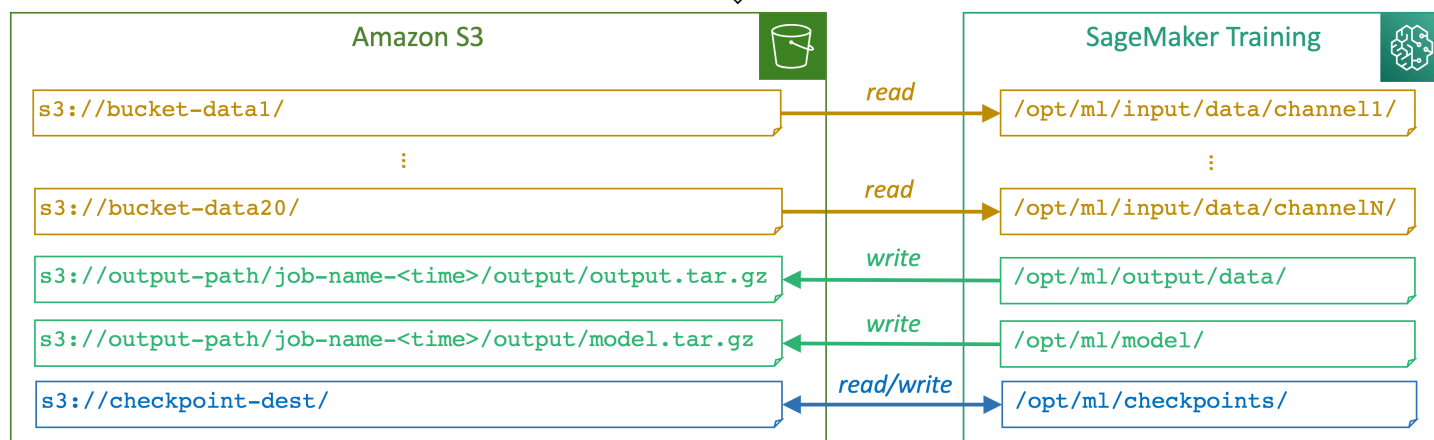 Amazon S3
SageMaker Training
s3://bucket-data1/
read
/opt/ml/input/data/channel1/
s3://bucket-data20/
read
/opt/ml/input/data/channelN/
s3://output-path/job-name-<time>/output/output.tar.gz
write
/opt/ml/output/data/
s3://output-path/job-name-<time>/output/model.tar.gz
write
/opt/ml/model/
s3://checkpoint-dest/
read/write
/opt/ml/checkpoints/